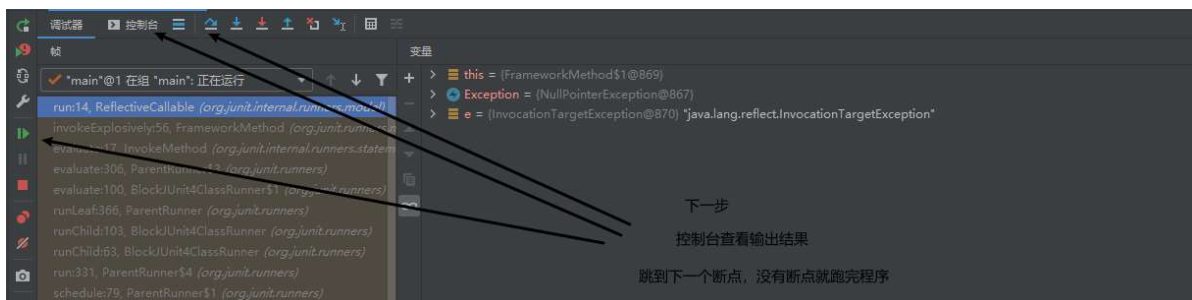 调试器 控制台
帧 变量
"main"@1 在组 "main": 正在运行
this = {FrameworkMethod$1@869}
Exception = {NullPointerException@867}
e = {InvocationTargetException@870} "java.lang.reflect.InvocationTargetException"
run:14, ReflectiveCallable (org.junit.internal.runners.model)
invokeExplosively:56, FrameworkMethod (org.junit.runners.n
evaluate:17, InvokeMethod (org.junit.internal.runners.statem
evaluate:306, ParentRunner$3 (org.junit.runners)
evaluate:100, BlockJUnit4ClassRunner$1 (org.junit.runners)
runLeaf:366, ParentRunner (org.junit.runners)
runChild:103, BlockJUnit4ClassRunner (org.junit.runners)
runChild:63, BlockJUnit4ClassRunner (org.junit.runners)
run:331, ParentRunner$4 (org.junit.runners)
schedule:79, ParentRunner$1 (org.junit.runners)
下一步
控制台查看输出结果
跳到下一个断点，没有断点就跑完程序